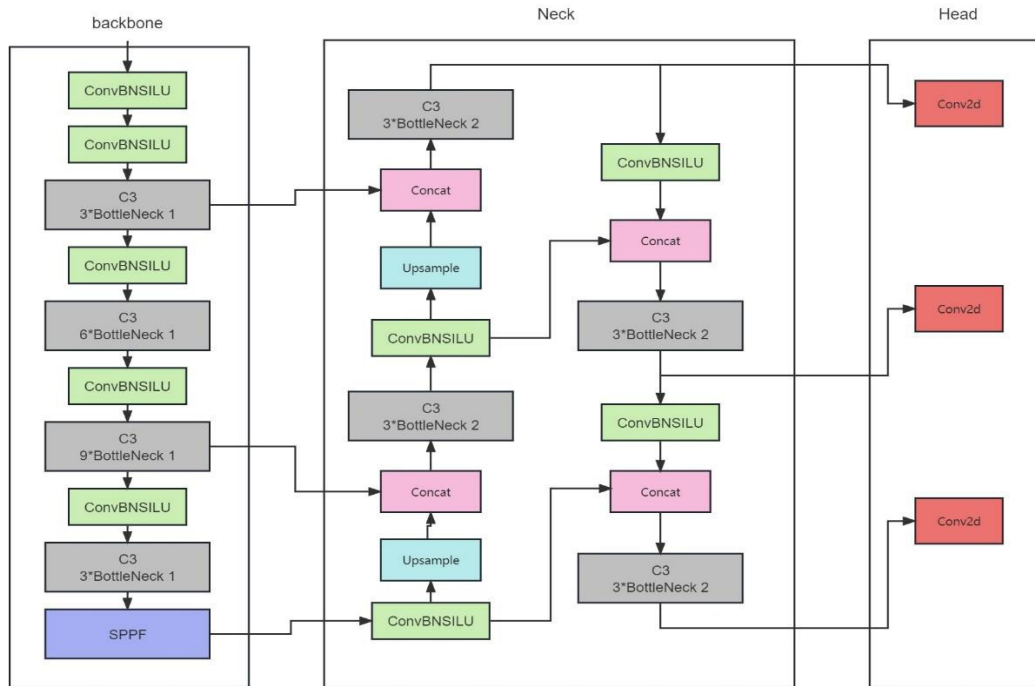 backbone
Neck
Head
ConvBNSILU
ConvBNSILU
C3
3*BottleNeck 1
ConvBNSILU
C3
6*BottleNeck 1
ConvBNSILU
C3
9*BottleNeck 1
ConvBNSILU
C3
3*BottleNeck 1
SPPF
C3
3*BottleNeck 2
Concat
Upsample
ConvBNSILU
C3
3*BottleNeck 2
Concat
Upsample
ConvBNSILU
ConvBNSILU
Concat
C3
3*BottleNeck 2
ConvBNSILU
Concat
C3
3*BottleNeck 2
Conv2d
Conv2d
Conv2d